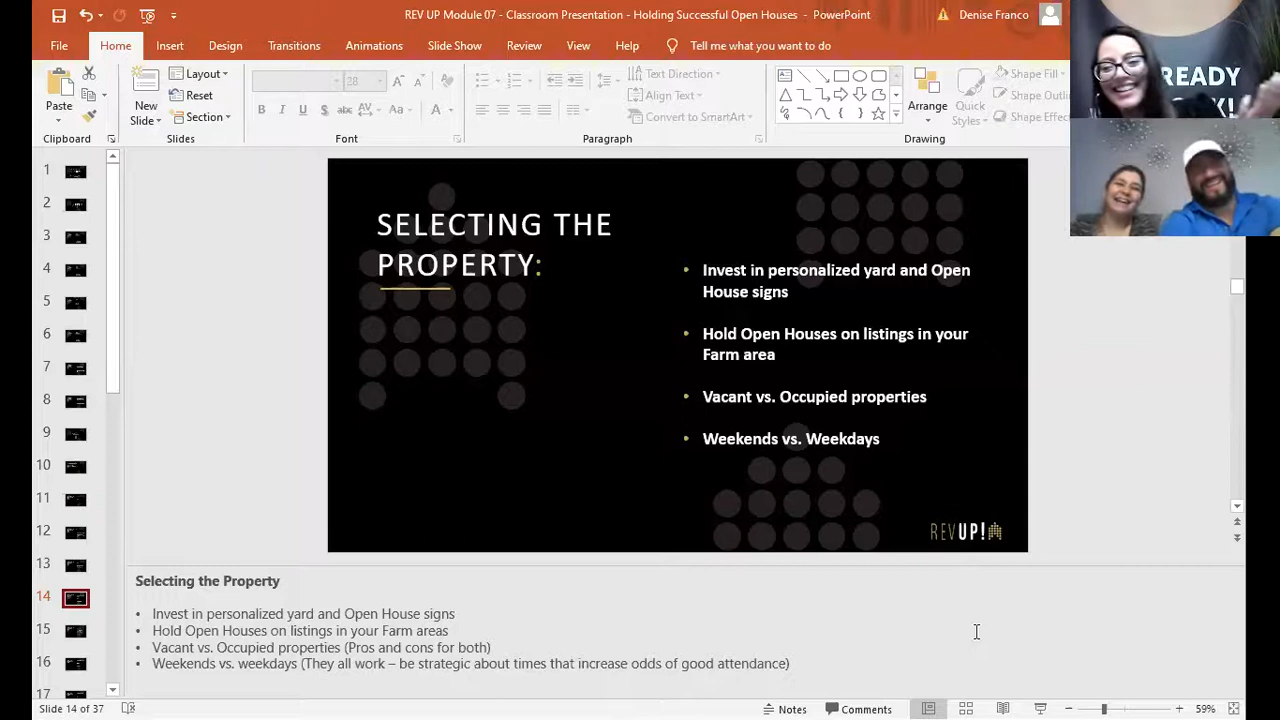 REV UP Module 07 - Classroom Presentation - Holding Successful Open Houses - PowerPoint
Denise Franco
File Home Insert Design Transitions Animations Slide Show Review View Help Tell me what you want to do
Paste
Clipboard
New
Slide
Layout
Reset
Section
Slides
28
B I U S abc AV Aa A
Font
Text Direction
Align Text
Convert to SmartArt
Paragraph
Arrange
Quick
Styles
Shape Fill
Shape Outline
Shape Effects
Drawing
READY
1
2
3
4
5
6
7
8
9
10
11
12
13
14
15
16
17
SELECTING THE
PROPERTY:
• Invest in personalized yard and Open
House signs
• Hold Open Houses on listings in your
Farm area
• Vacant vs. Occupied properties
• Weekends vs. Weekdays
REVUP!
Selecting the Property
• Invest in personalized yard and Open House signs
• Hold Open Houses on listings in your Farm areas
• Vacant vs. Occupied properties (Pros and cons for both)
• Weekends vs. weekdays (They all work – be strategic about times that increase odds of good attendance)
Slide 14 of 37
Notes
Comments
59%